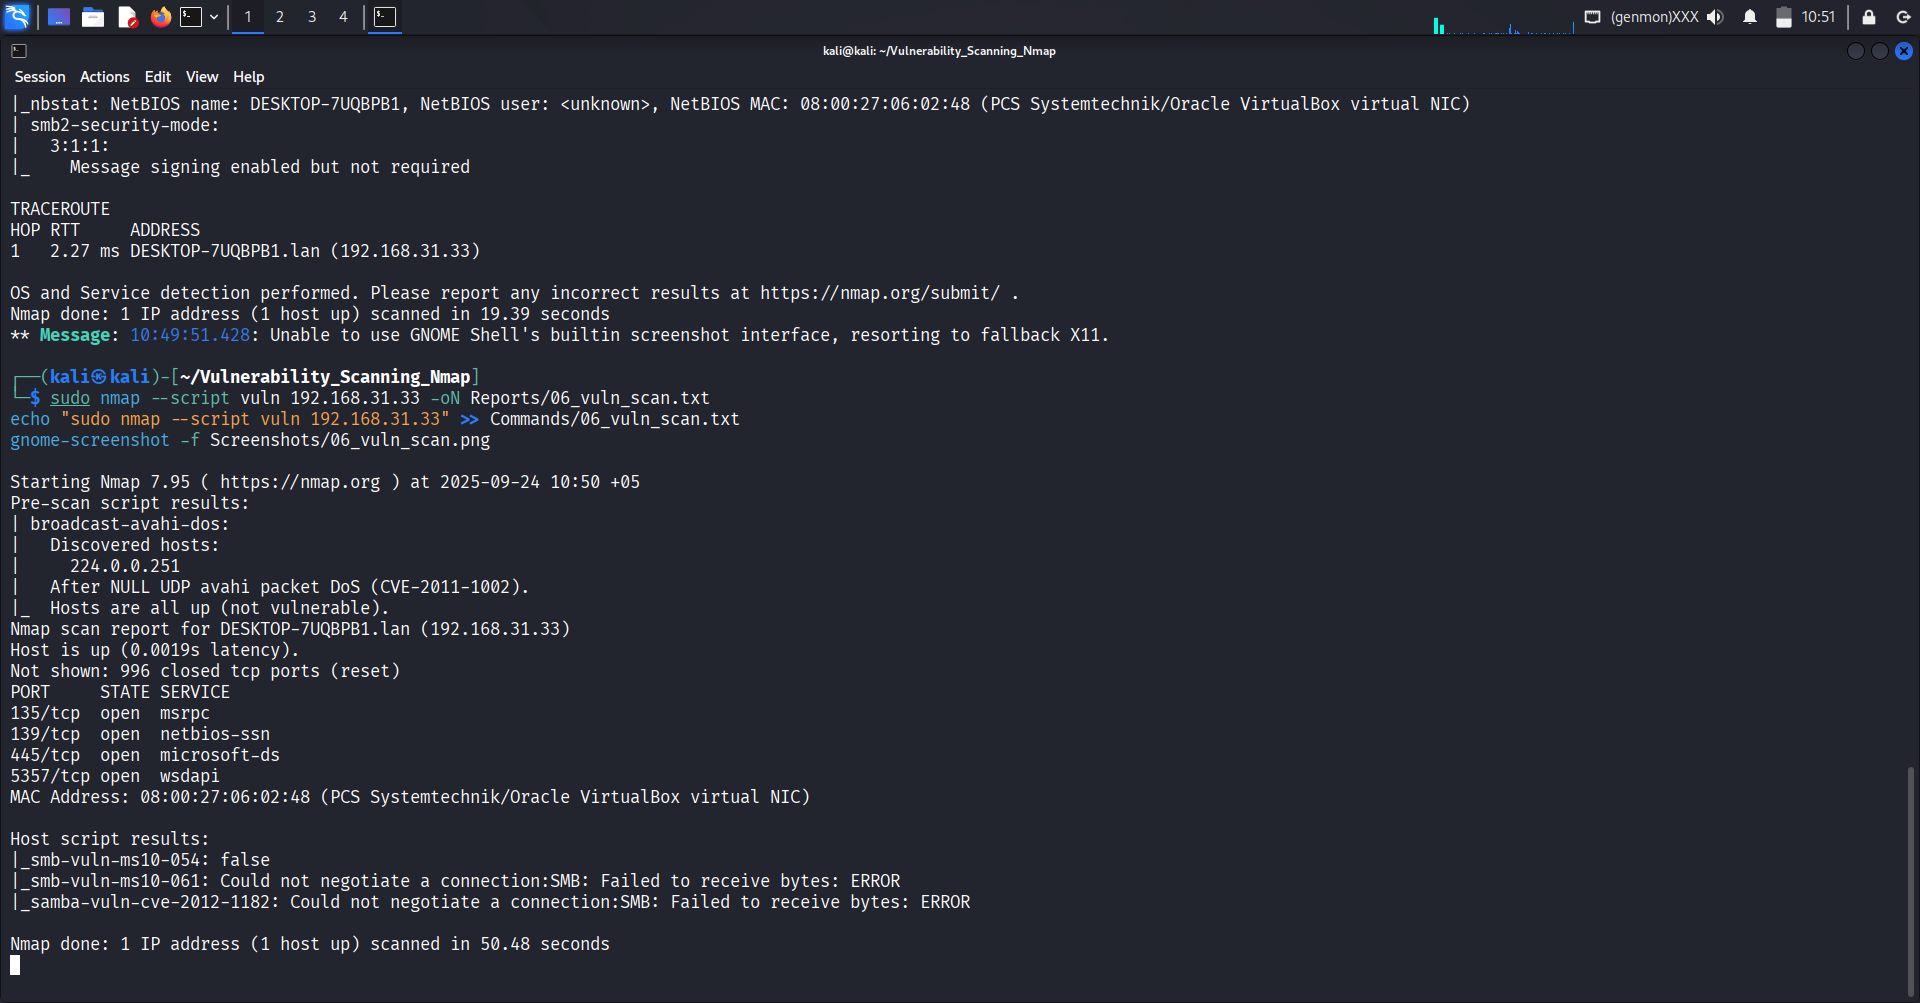 1 2 3 4 (genmon)XXX 10:51
kali@kali: ~/Vulnerability_Scanning_Nmap
Session Actions Edit View Help
|_nbstat: NetBIOS name: DESKTOP-7UQBPB1, NetBIOS user: <unknown>, NetBIOS MAC: 08:00:27:06:02:48 (PCS Systemtechnik/Oracle VirtualBox virtual NIC)
| smb2-security-mode:
|   3:1:1:
|_    Message signing enabled but not required
TRACEROUTE
HOP RTT     ADDRESS
1   2.27 ms DESKTOP-7UQBPB1.lan (192.168.31.33)
OS and Service detection performed. Please report any incorrect results at https://nmap.org/submit/ .
Nmap done: 1 IP address (1 host up) scanned in 19.39 seconds
** Message: 10:49:51.428: Unable to use GNOME Shell's builtin screenshot interface, resorting to fallback X11.
┌──(kali㉿kali)-[~/Vulnerability_Scanning_Nmap]
└─$ sudo nmap --script vuln 192.168.31.33 -oN Reports/06_vuln_scan.txt
echo "sudo nmap --script vuln 192.168.31.33" >> Commands/06_vuln_scan.txt
gnome-screenshot -f Screenshots/06_vuln_scan.png
Starting Nmap 7.95 ( https://nmap.org ) at 2025-09-24 10:50 +05
Pre-scan script results:
| broadcast-avahi-dos:
|   Discovered hosts:
|     224.0.0.251
|   After NULL UDP avahi packet DoS (CVE-2011-1002).
|_  Hosts are all up (not vulnerable).
Nmap scan report for DESKTOP-7UQBPB1.lan (192.168.31.33)
Host is up (0.0019s latency).
Not shown: 996 closed tcp ports (reset)
PORT     STATE SERVICE
135/tcp  open  msrpc
139/tcp  open  netbios-ssn
445/tcp  open  microsoft-ds
5357/tcp open  wsdapi
MAC Address: 08:00:27:06:02:48 (PCS Systemtechnik/Oracle VirtualBox virtual NIC)
Host script results:
|_smb-vuln-ms10-054: false
|_smb-vuln-ms10-061: Could not negotiate a connection:SMB: Failed to receive bytes: ERROR
|_samba-vuln-cve-2012-1182: Could not negotiate a connection:SMB: Failed to receive bytes: ERROR
Nmap done: 1 IP address (1 host up) scanned in 50.48 seconds